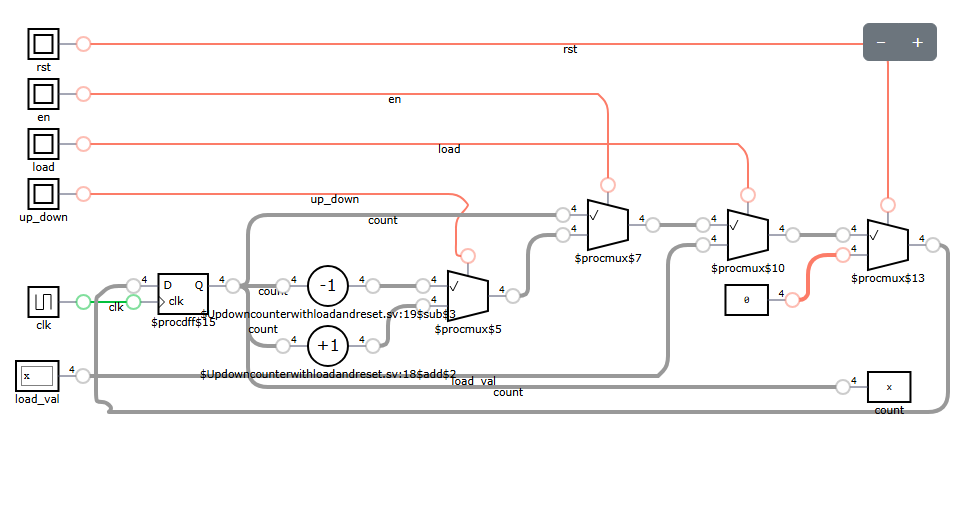 rst
rst
− +
en
en
load
load
up_down
up_down
count
4
4
4
$procmux$7
4
4
4
$procmux$10
4
4
4
$procmux$13
4
D
Q
clk
4
$procdff$15
clk
clk
count
4
-1
4
$Updowncounterwithloadandreset.sv:19$sub$3
count
4
+1
4
$Updowncounterwithloadandreset.sv:18$add$2
4
4
4
$procmux$5
0
4
x
4
load_val
load_val
count
4
x
count